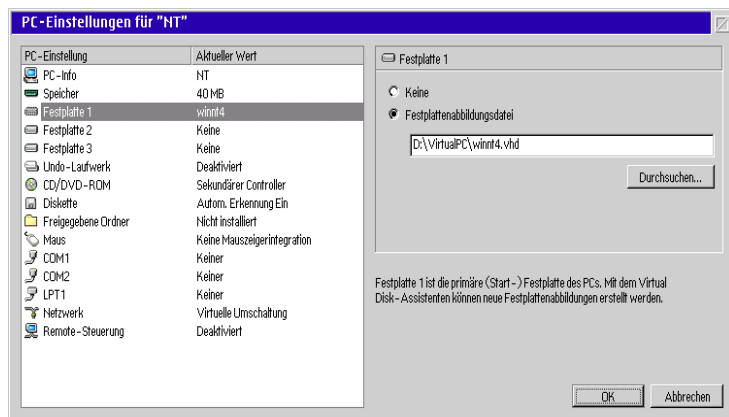 PC-Einstellungen für "NT"
PC-Einstellung Aktueller Wert
PC-Info NT
Speicher 40 MB
Festplatte 1 winnt4
Festplatte 2 Keine
Festplatte 3 Keine
Undo-Laufwerk Deaktiviert
CD/DVD-ROM Sekundärer Controller
Diskette Autom. Erkennung Ein
Freigegebene Ordner Nicht installiert
Maus Keine Mauszeigerintegration
COM1 Keiner
COM2 Keiner
LPT1 Keiner
Netzwerk Virtuelle Umschaltung
Remote-Steuerung Deaktiviert
Festplatte 1
Keine
Festplattenabbildungsdatei
D:\VirtualPC\winnt4.vhd
Durchsuchen...
Festplatte 1 ist die primäre (Start-) Festplatte des PCs. Mit dem Virtual
Disk-Assistenten können neue Festplattenabbildungen erstellt werden.
OK Abbrechen